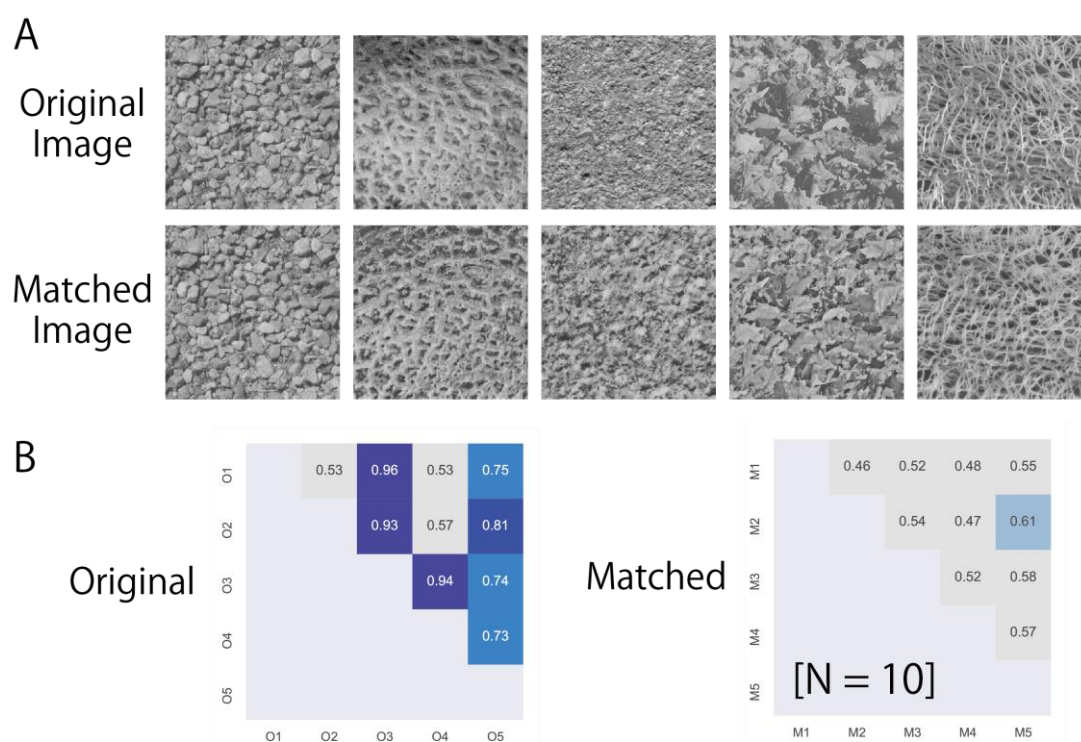 A
Original
Image
Matched
Image
B
Original
O1
0.53 0.96 0.53 0.75
O2
0.93 0.57 0.81
O3
0.94 0.74
O4
0.73
O5
O1 O2 O3 O4 O5
Matched
M1
0.46 0.52 0.48 0.55
M2
0.54 0.47 0.61
M3
0.52 0.58
M4
0.57
M5
[N = 10]
M1 M2 M3 M4 M5